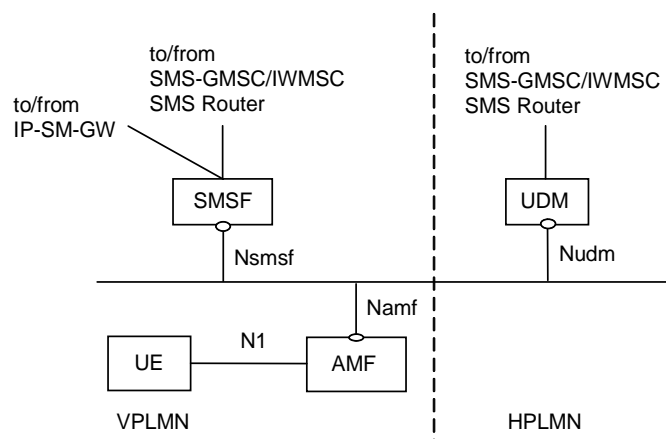 to/from
SMS-GMSC/IWMSC
SMS Router
to/from
SMS-GMSC/IWMSC
SMS Router
to/from
IP-SM-GW
SMSF
UDM
Nsmsf
Nudm
Namf
UE
N1
AMF
VPLMN
HPLMN